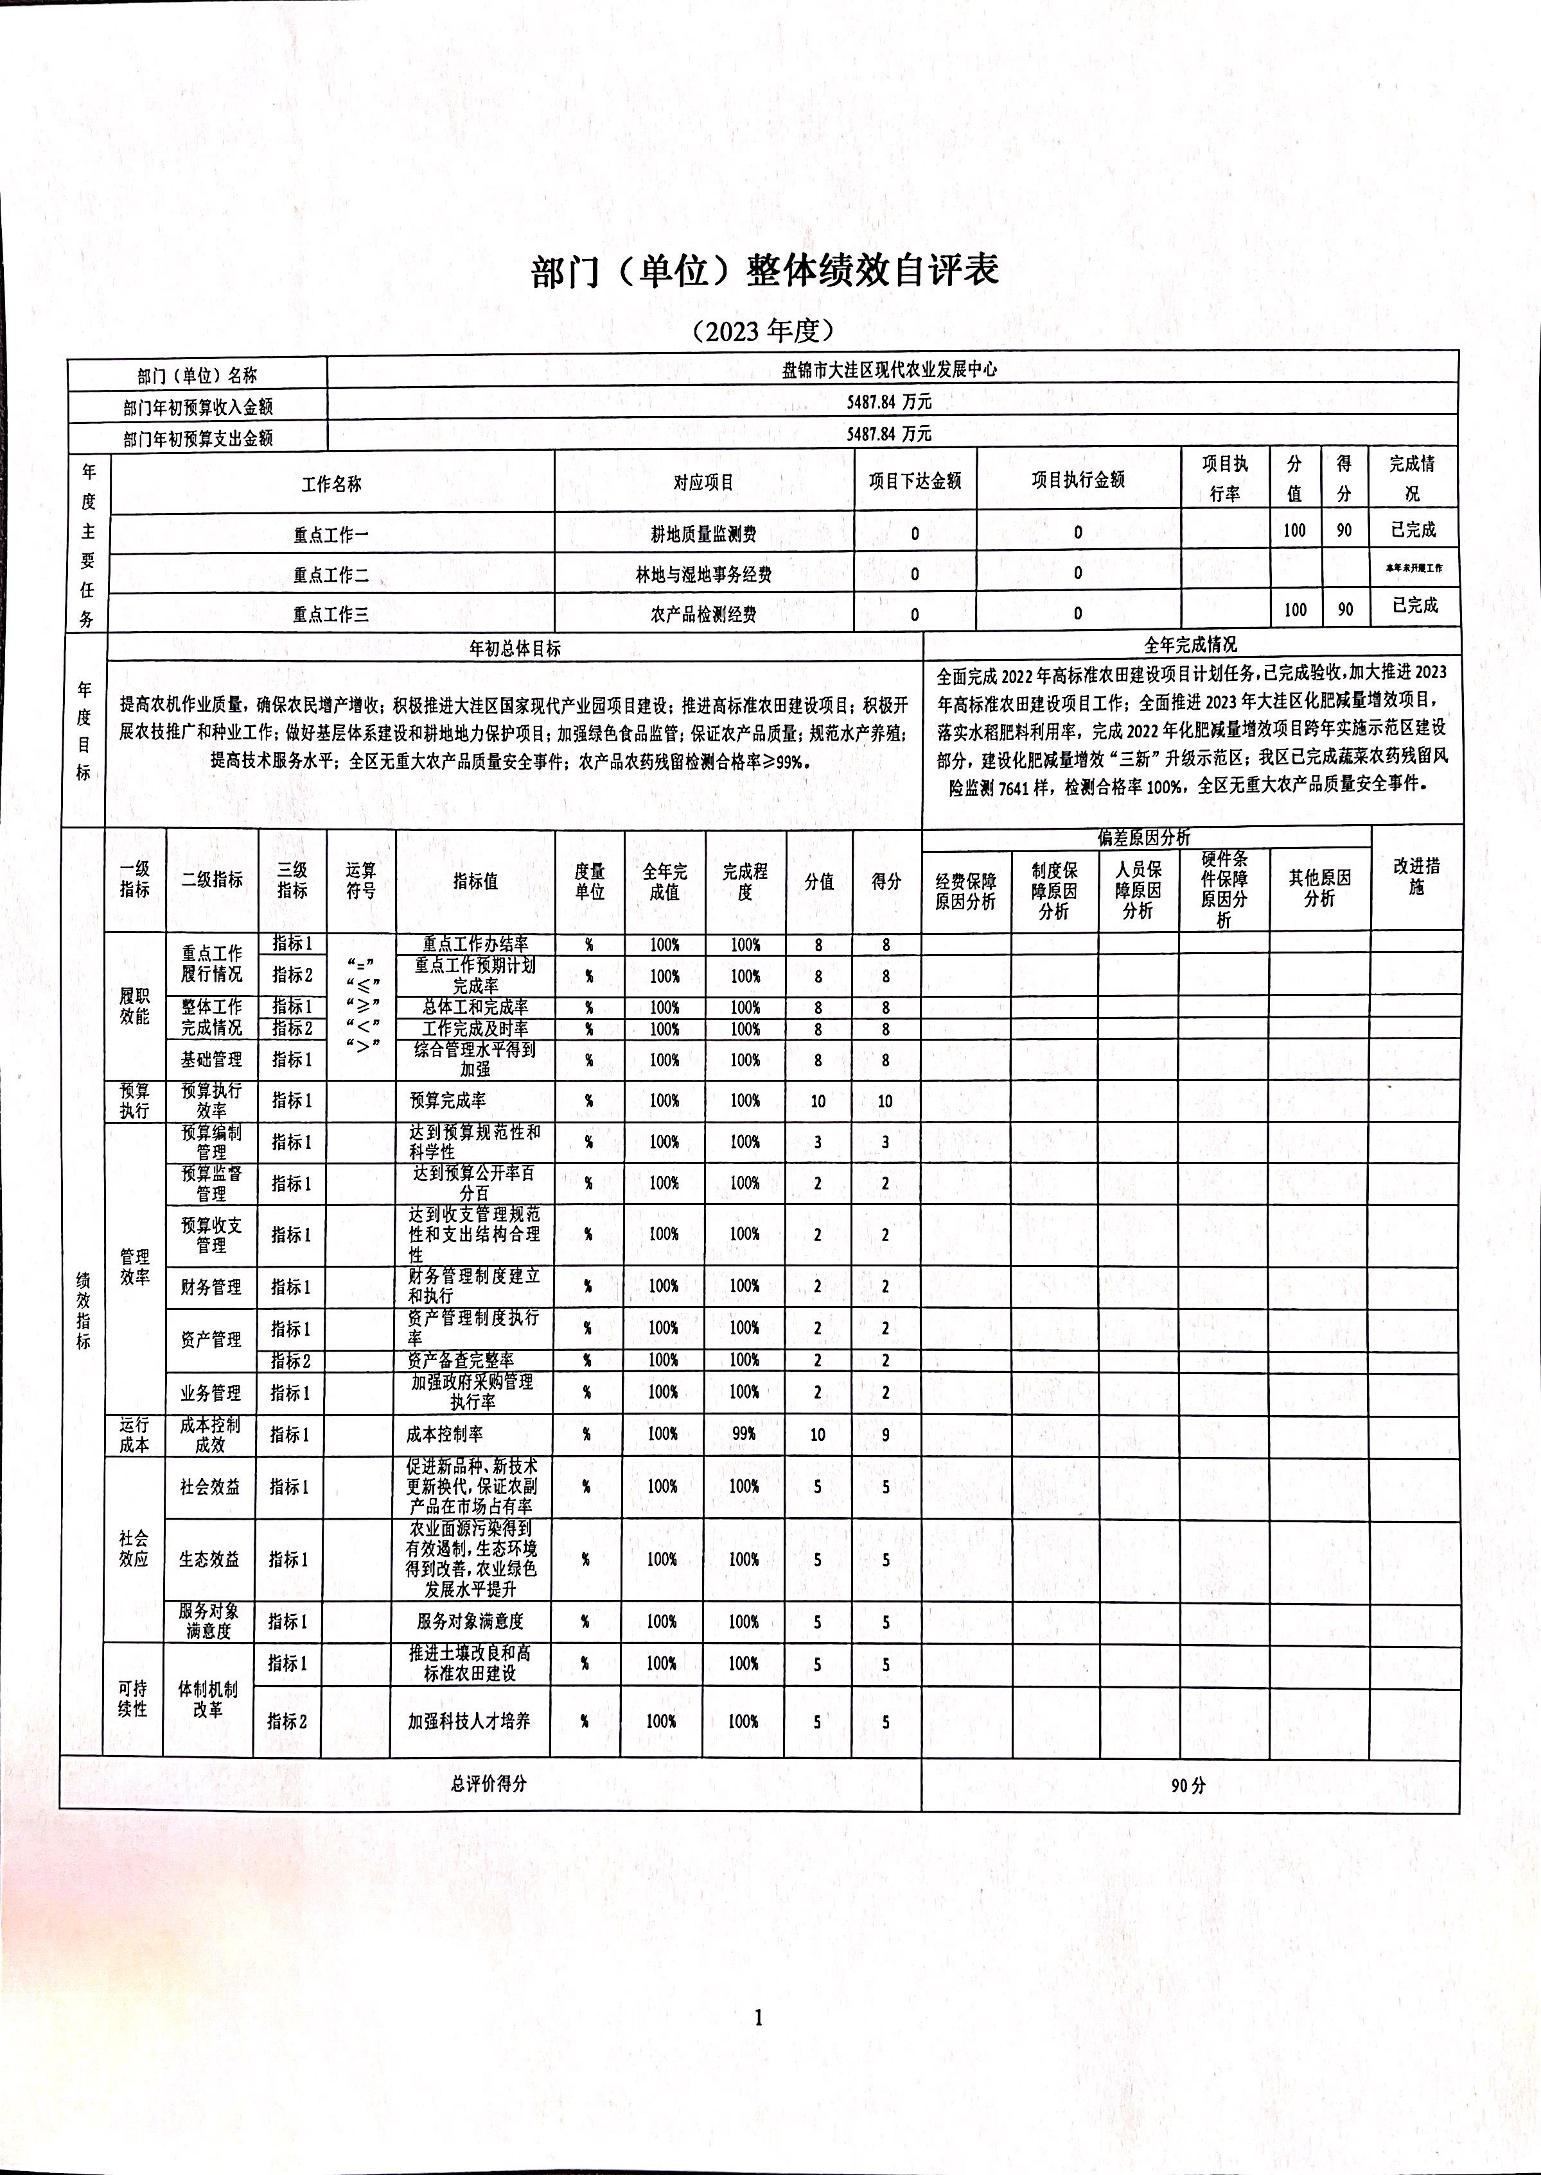 部门（单位）整体绩效自评表
（2023 年度）
部门（单位）名称 盘锦市大洼区现代农业发展中心
部门年初预算收入金额 5487.84 万元
部门年初预算支出金额 5487.84 万元
年度主要任务 工作名称 对应项目 项目下达金额 项目执行金额 项目执行率 分值 得分 完成情况
重点工作一 耕地质量监测费 0 0 100 90 已完成
重点工作二 林地与湿地事务经费 0 0 本年未开展工作
重点工作三 农产品检测经费 0 0 100 90 已完成
年度目标 年初总体目标 全年完成情况
提高农机作业质量，确保农民增产增收；积极推进大洼区国家现代产业园项目建设；推进高标准农田建设项目；积极开
展农技推广和种业工作；做好基层体系建设和耕地地力保护项目；加强绿色食品监管；保证农产品质量；规范水产养殖；
提高技术服务水平；全区无重大农产品质量安全事件；农产品农药残留检测合格率≥99%。
全面完成 2022 年高标准农田建设项目计划任务，已完成验收，加大推进 2023
年高标准农田建设项目工作；全面推进 2023 年大洼区化肥减量增效项目，
落实水稻肥料利用率，完成 2022 年化肥减量增效项目跨年实施示范区建设
部分，建设化肥减量增效“三新”升级示范区；我区已完成蔬菜农药残留风
险监测 7641 样，检测合格率 100%，全区无重大农产品质量安全事件。
绩效指标 一级指标 二级指标 三级指标 运算符号 指标值 度量单位 全年完成值 完成程度 分值 得分 偏差原因分析 改进措施
经费保障原因分析 制度保障原因分析 人员保障原因分析 硬件条件保障原因分析 其他原因分析
履职效能 重点工作履行情况 指标1 “=” “≤” “≥” “<” “>” 重点工作办结率 % 100% 100% 8 8
指标2 重点工作预期计划完成率 % 100% 100% 8 8
整体工作完成情况 指标1 总体工和完成率 % 100% 100% 8 8
指标2 工作完成及时率 % 100% 100% 8 8
基础管理 指标1 综合管理水平得到加强 % 100% 100% 8 8
预算执行 预算执行效率 指标1 预算完成率 % 100% 100% 10 10
管理效率 预算编制管理 指标1 达到预算规范性和科学性 % 100% 100% 3 3
预算监督管理 指标1 达到预算公开率百分百 % 100% 100% 2 2
预算收支管理 指标1 达到收支管理规范性和支出结构合理性 % 100% 100% 2 2
财务管理 指标1 财务管理制度建立和执行 % 100% 100% 2 2
资产管理 指标1 资产管理制度执行率 % 100% 100% 2 2
指标2 资产备查完整率 % 100% 100% 2 2
业务管理 指标1 加强政府采购管理执行率 % 100% 100% 2 2
运行成本 成本控制成效 指标1 成本控制率 % 100% 99% 10 9
社会效应 社会效益 指标1 促进新品种、新技术更新换代，保证农副产品在市场占有率 % 100% 100% 5 5
生态效益 指标1 农业面源污染得到有效遏制，生态环境得到改善，农业绿色发展水平提升 % 100% 100% 5 5
服务对象满意度 指标1 服务对象满意度 % 100% 100% 5 5
可持续性 体制机制改革 指标1 推进土壤改良和高标准农田建设 % 100% 100% 5 5
指标2 加强科技人才培养 % 100% 100% 5 5
总评价得分 90 分
1